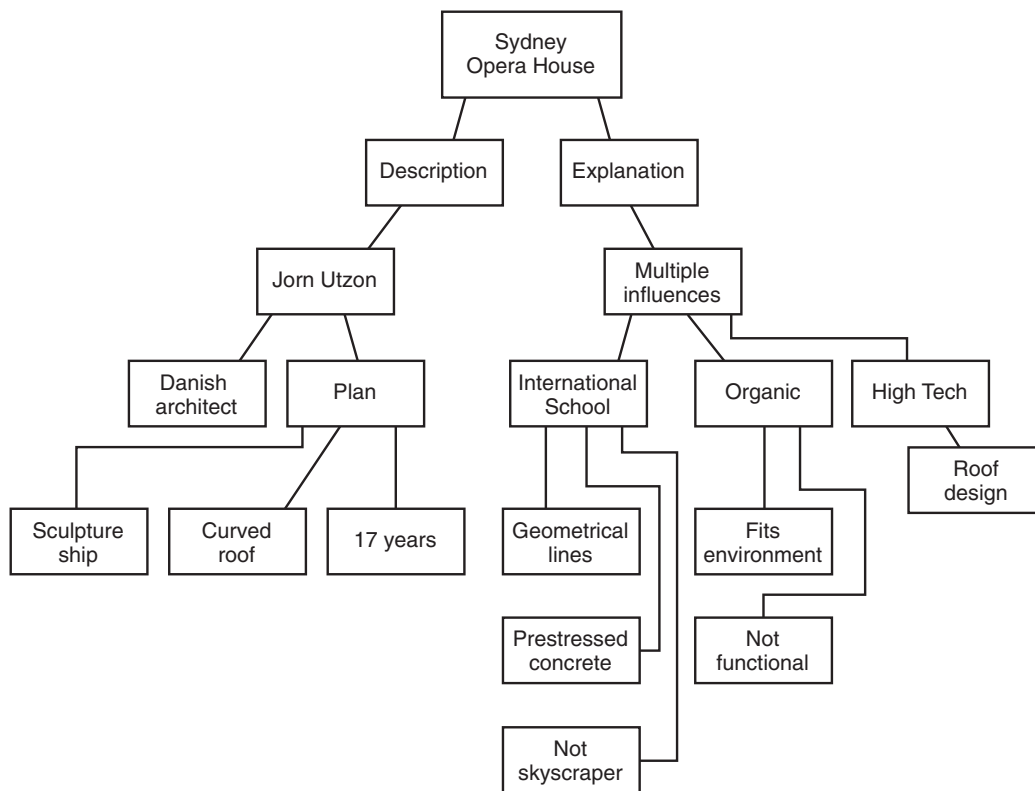 Sydney
Opera House
Description
Explanation
Jorn Utzon
Multiple
influences
Danish
architect
Plan
International
School
Organic
High Tech
Roof
design
Sculpture
ship
Curved
roof
17 years
Geometrical
lines
Fits
environment
Prestressed
concrete
Not
functional
Not
skyscraper